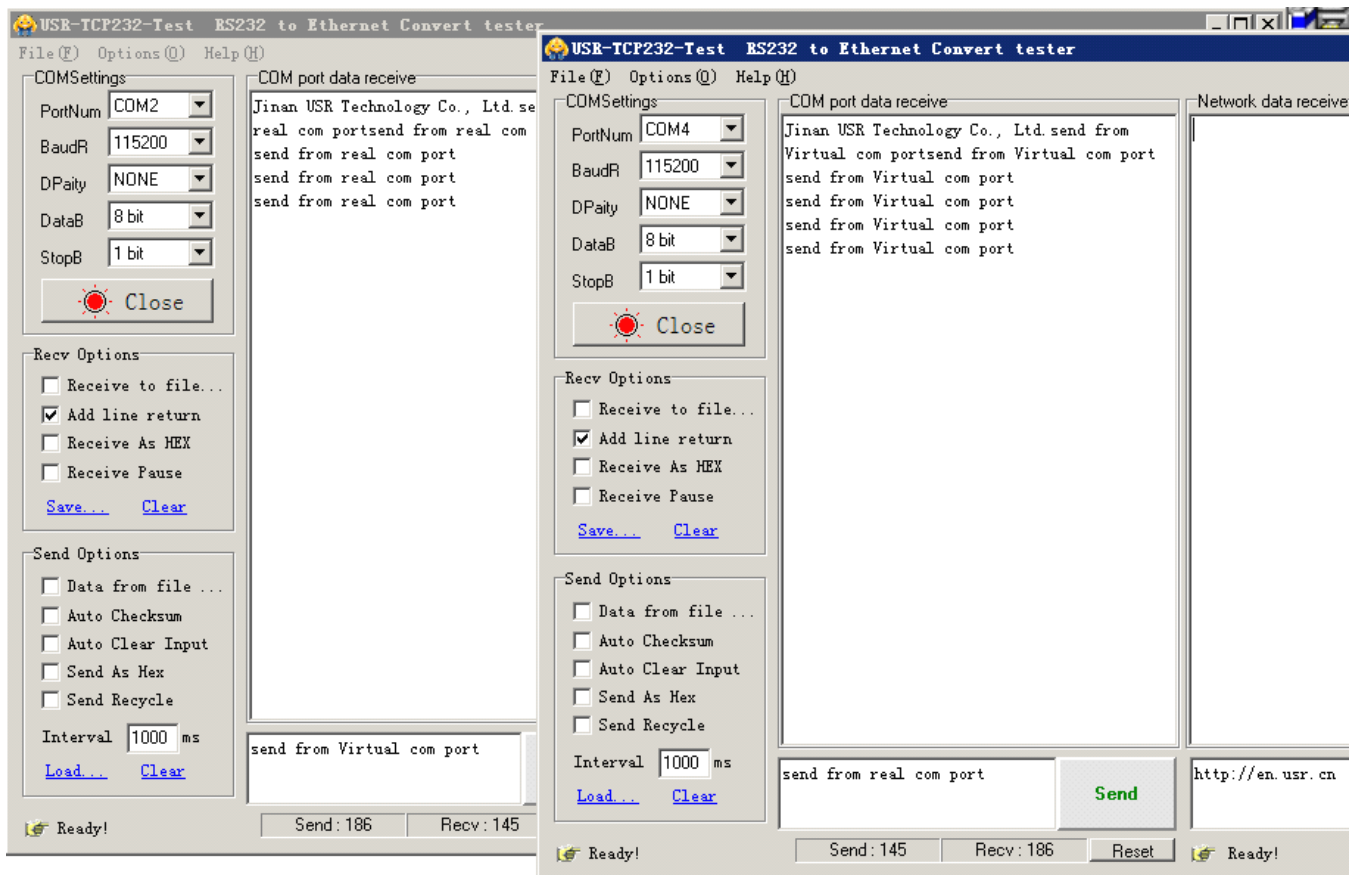 USR-TCP232-Test RS232 to Ethernet Convert tester
File(F) Options(O) Help(H)
COMSettings
PortNum COM2
BaudR 115200
DPaity NONE
DataB 8 bit
StopB 1 bit
Close
Recv Options
Receive to file...
Add line return
Receive As HEX
Receive Pause
Save... Clear
Send Options
Data from file ...
Auto Checksum
Auto Clear Input
Send As Hex
Send Recycle
Interval 1000 ms
Load... Clear
Ready!
COM port data receive
Jinan USR Technology Co., Ltd.se
real com portsend from real com
send from real com port
send from real com port
send from real com port
send from Virtual com port
Send : 186 Recv : 145
USR-TCP232-Test RS232 to Ethernet Convert tester
File(F) Options(O) Help(H)
COMSettings
PortNum COM4
BaudR 115200
DPaity NONE
DataB 8 bit
StopB 1 bit
Close
Recv Options
Receive to file...
Add line return
Receive As HEX
Receive Pause
Save... Clear
Send Options
Data from file ...
Auto Checksum
Auto Clear Input
Send As Hex
Send Recycle
Interval 1000 ms
Load... Clear
Ready!
COM port data receive
Jinan USR Technology Co., Ltd.send from
Virtual com portsend from Virtual com port
send from Virtual com port
send from Virtual com port
send from Virtual com port
send from Virtual com port
send from real com port
Send
Send : 145 Recv : 186 Reset
Network data receive
http://en.usr.cn
Ready!